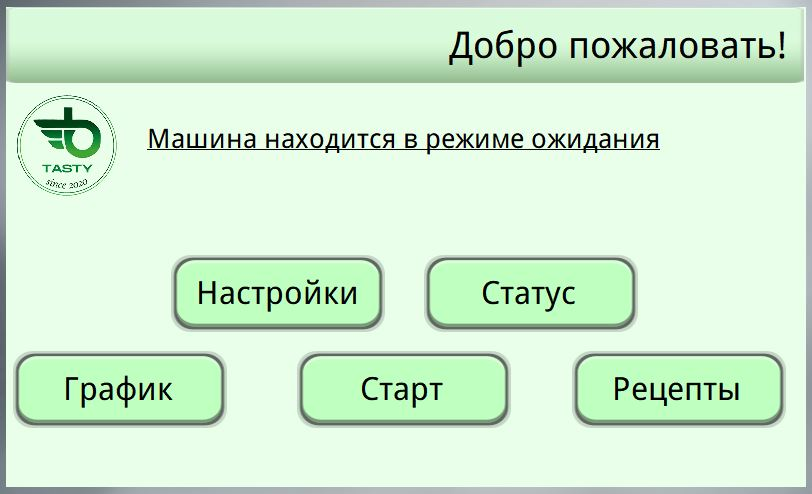 Добро пожаловать!
Машина находится в режиме ожидания
TASTY
since 2020
Настройки
Статус
График
Старт
Рецепты